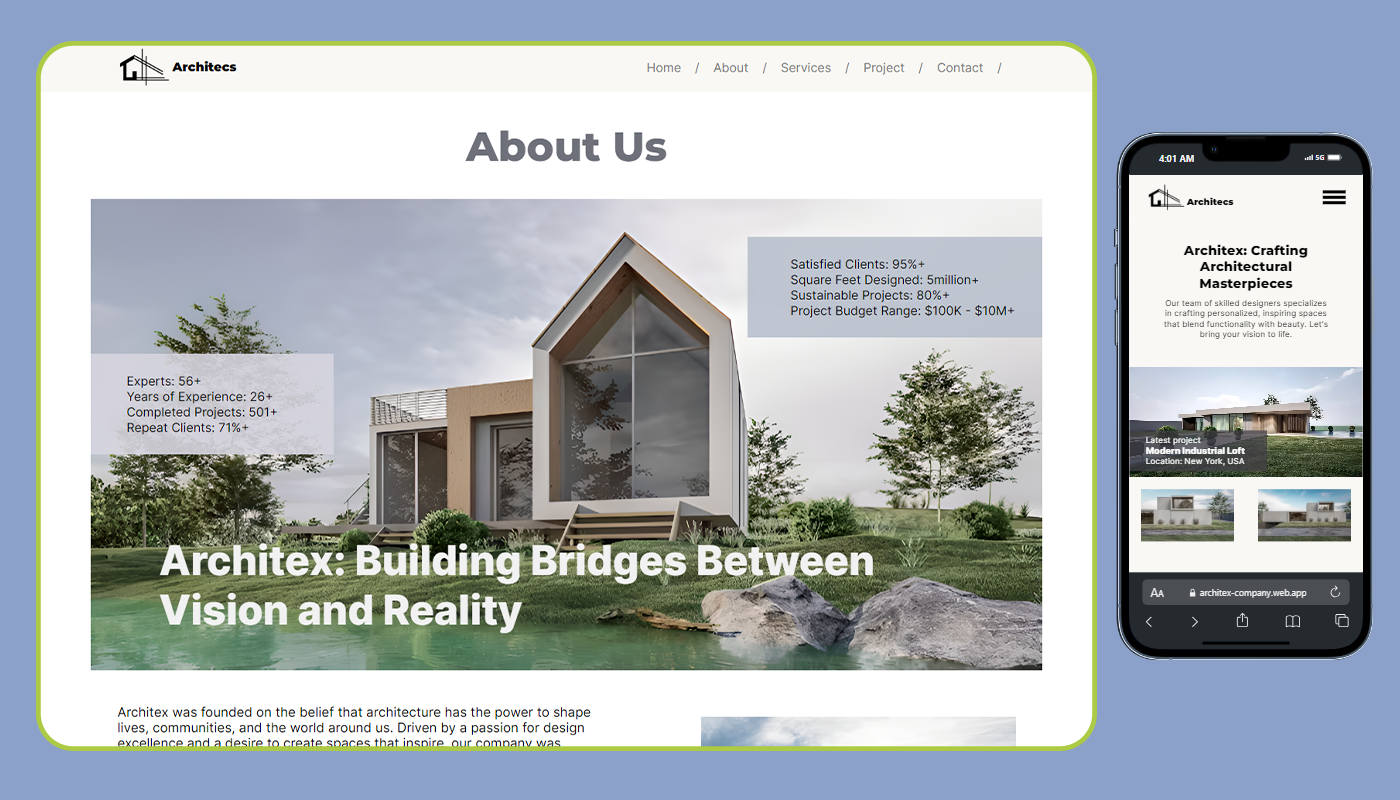 Architecs
Home / About / Services / Project / Contact /
About Us
Satisfied Clients: 95%+
Square Feet Designed: 5million+
Sustainable Projects: 80%+
Project Budget Range: $100K - $10M+
Experts: 56+
Years of Experience: 26+
Completed Projects: 501+
Repeat Clients: 71%+
Architex: Building Bridges Between
Vision and Reality
Architex was founded on the belief that architecture has the power to shape
lives, communities, and the world around us. Driven by a passion for design
excellence and a desire to create spaces that inspire, our company was
4:01 AM
5G
Architecs
Architex: Crafting
Architectural
Masterpieces
Our team of skilled designers specializes
in crafting personalized, inspiring spaces
that blend functionality with beauty. Let's
bring your vision to life.
Latest project
Modern Industrial Loft
Location: New York, USA
AA architex-company.web.app